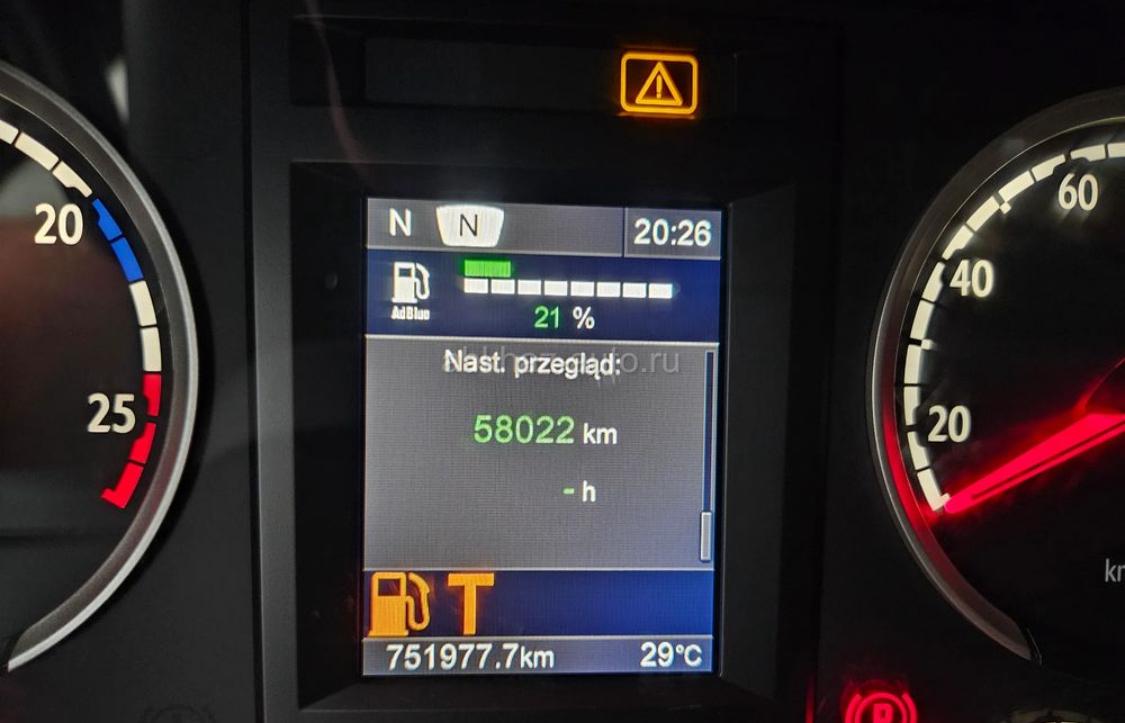 N N 20:26
AdBlue
21 %
Nast. przegląd:
58022 km
- h
T
751977.7km 29°C
20
25
60
40
20